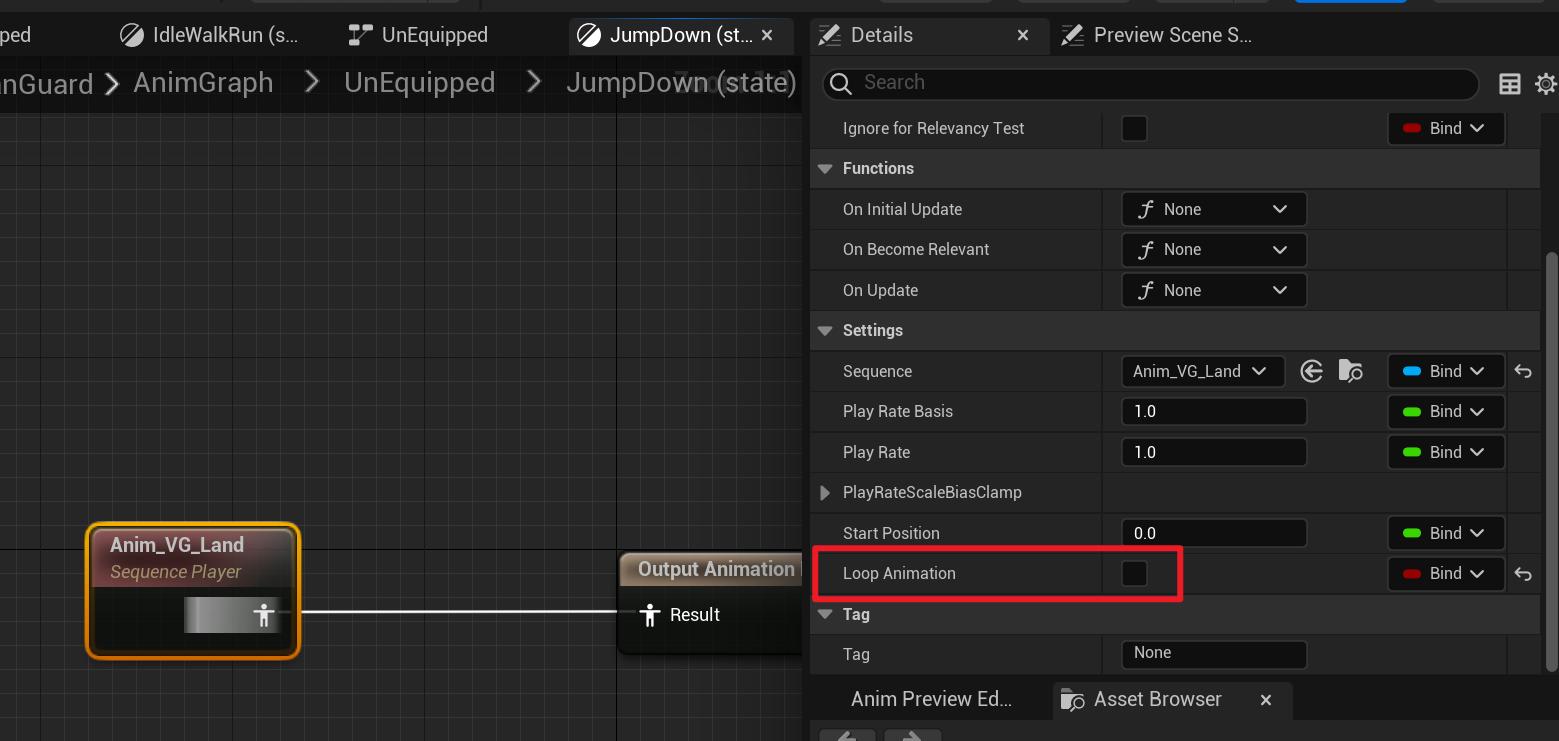 ped
IdleWalkRun (s...
UnEquipped
JumpDown (st...
Details
Preview Scene S...
anGuard > AnimGraph > UnEquipped > JumpDown (state)
Search
Ignore for Relevancy Test
Bind
Functions
On Initial Update
None
On Become Relevant
None
On Update
None
Settings
Sequence
Anim_VG_Land
Bind
Play Rate Basis
1.0
Bind
Play Rate
1.0
Bind
PlayRateScaleBiasClamp
Start Position
0.0
Bind
Loop Animation
Bind
Tag
Tag
None
Anim_VG_Land
Sequence Player
Output Animation
Result
Anim Preview Ed...
Asset Browser